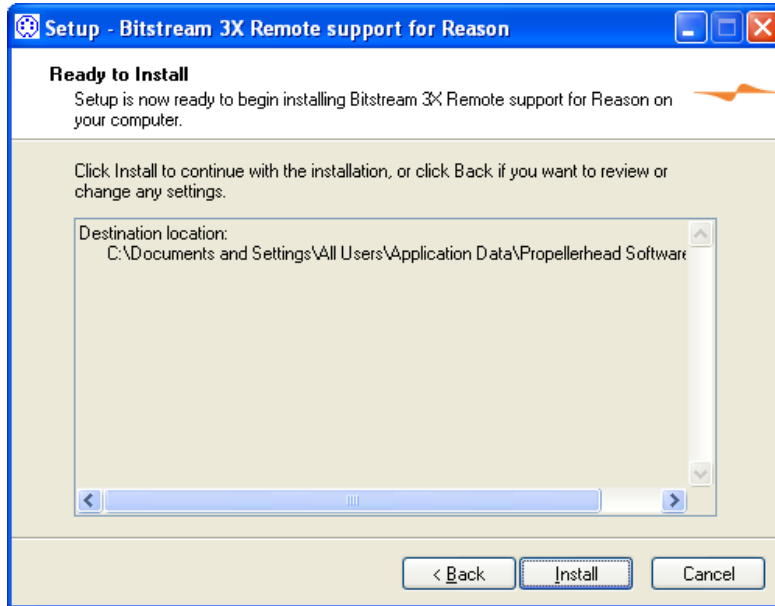 Setup - Bitstream 3X Remote support for Reason
Ready to Install
Setup is now ready to begin installing Bitstream 3X Remote support for Reason on
your computer.
Click Install to continue with the installation, or click Back if you want to review or
change any settings.
Destination location:
C:\Documents and Settings\All Users\Application Data\Propellerhead Software
< Back
Install
Cancel